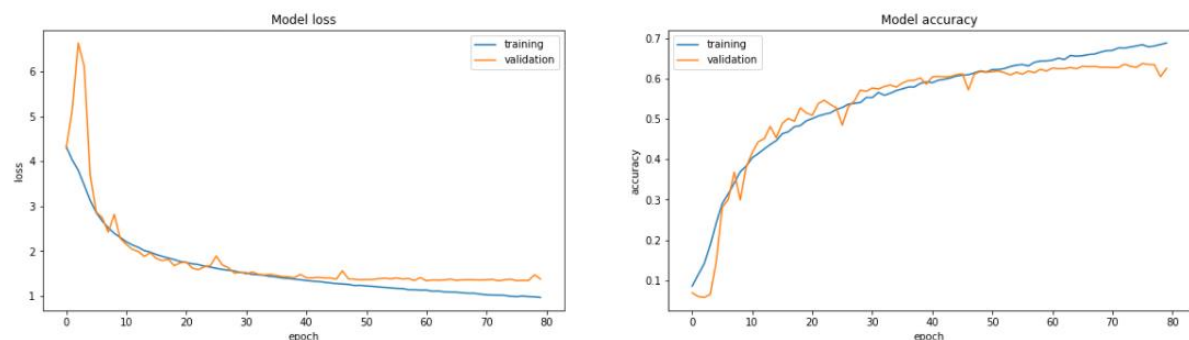 Model loss
training
validation
6
5
4
3
2
1
loss
0 10 20 30 40 50 60 70 80
epoch
Model accuracy
training
validation
0.7
0.6
0.5
0.4
0.3
0.2
0.1
accuracy
0 10 20 30 40 50 60 70 80
epoch